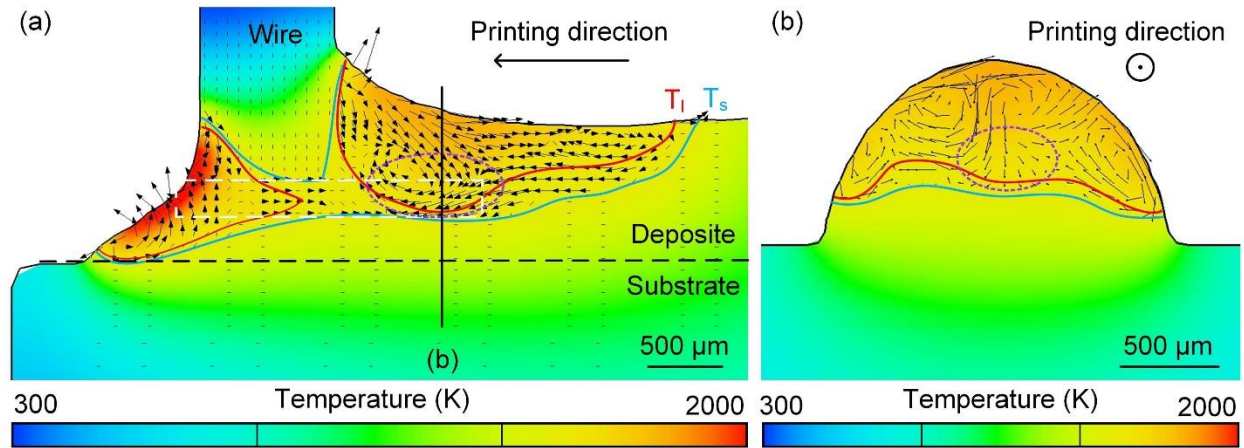 (a)
Wire
Printing direction
Tl Ts
Deposite
Substrate
(b)
500 μm
Temperature (K)
300
2000
(b)
Printing direction
500 μm
Temperature (K)
300
2000